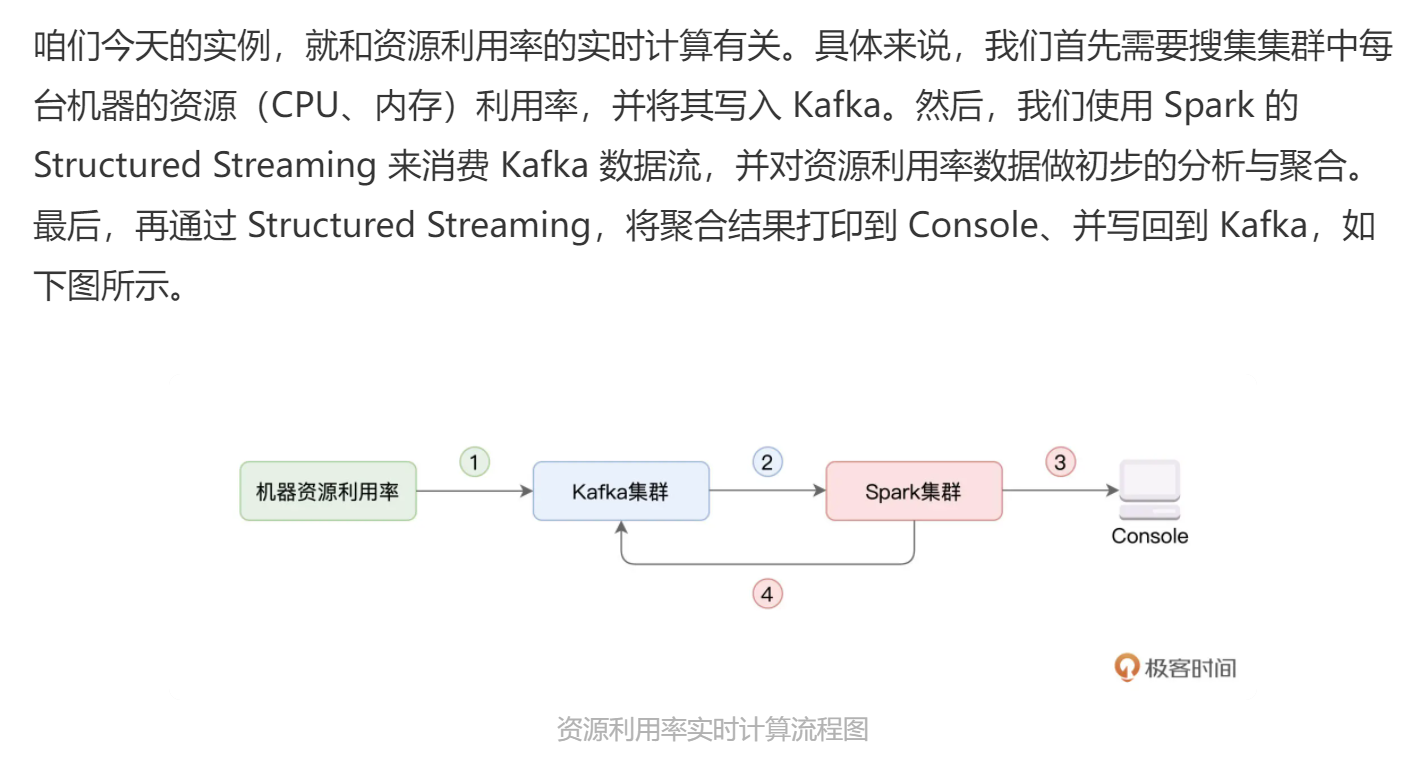 咱们今天的实例，就和资源利用率的实时计算有关。具体来说，我们首先需要搜集集群中每
台机器的资源（CPU、内存）利用率，并将其写入 Kafka。然后，我们使用 Spark 的
Structured Streaming 来消费 Kafka 数据流，并对资源利用率数据做初步的分析与聚合。
最后，再通过 Structured Streaming，将聚合结果打印到 Console、并写回到 Kafka，如
下图所示。
1
2
3
机器资源利用率
Kafka集群
Spark集群
Console
4
极客时间
资源利用率实时计算流程图